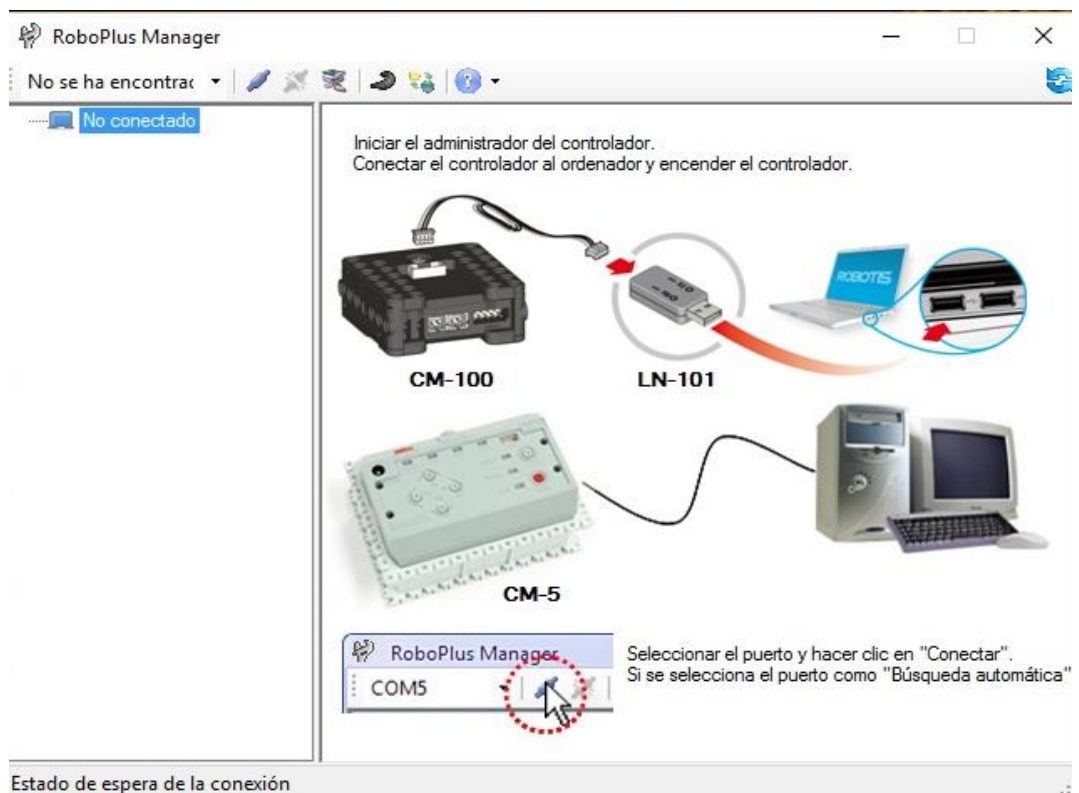 RoboPlus Manager
No se ha encontrac
No conectado
Iniciar el administrador del controlador.
Conectar el controlador al ordenador y encender el controlador.
ROBOTIS
CM-100
LN-101
CM-5
RoboPlus Manager
COM5
Seleccionar el puerto y hacer clic en "Conectar".
Si se selecciona el puerto como "Búsqueda automática"
Estado de espera de la conexión